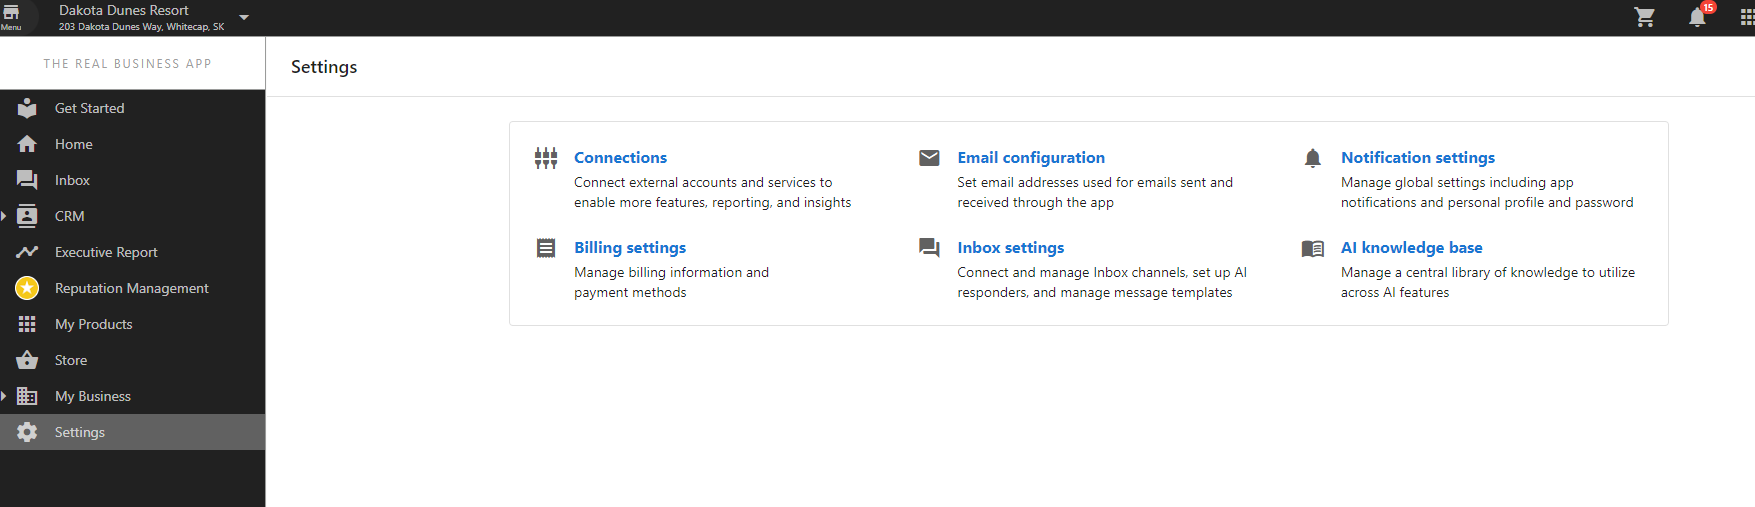 Menu
Dakota Dunes Resort
203 Dakota Dunes Way, Whitecap, SK
15
THE REAL BUSINESS APP
Get Started
Home
Inbox
CRM
Executive Report
Reputation Management
My Products
Store
My Business
Settings
Settings
Connections
Connect external accounts and services to
enable more features, reporting, and insights
Email configuration
Set email addresses used for emails sent and
received through the app
Notification settings
Manage global settings including app
notifications and personal profile and password
Billing settings
Manage billing information and
payment methods
Inbox settings
Connect and manage Inbox channels, set up AI
responders, and manage message templates
AI knowledge base
Manage a central library of knowledge to utilize
across AI features